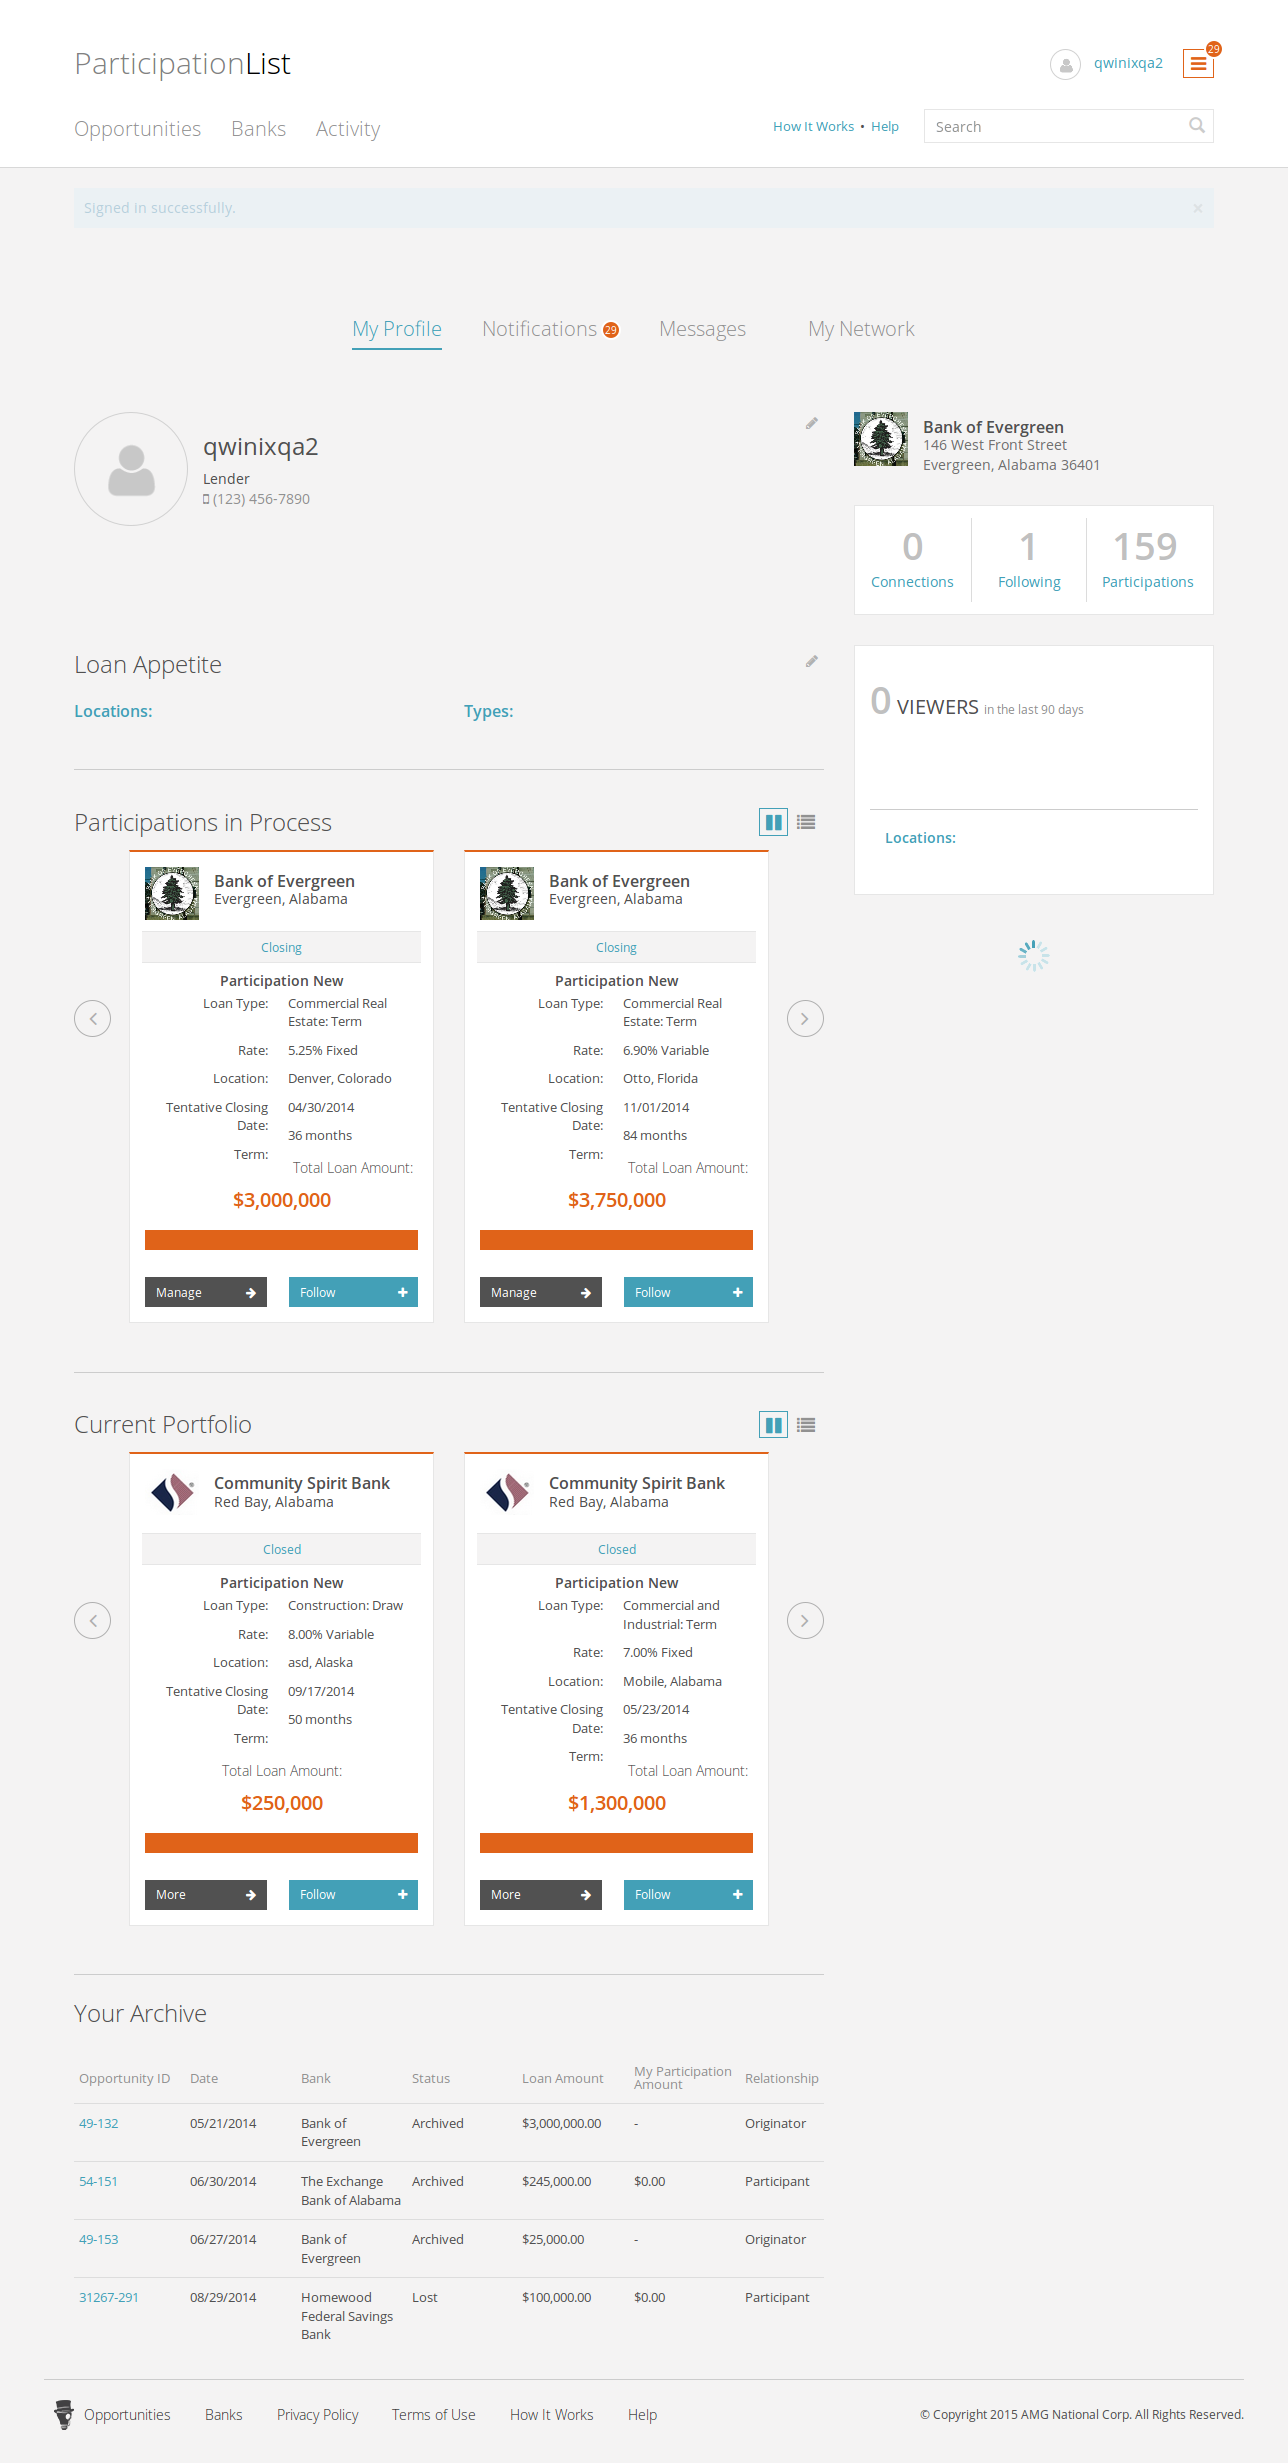 ParticipationList
qwinixqa2
29
Opportunities Banks Activity
How It Works • Help
Search
Signed in successfully.
×
My Profile
Notifications 29
Messages
My Network
qwinixqa2
Lender
(123) 456-7890
Bank of Evergreen
146 West Front Street
Evergreen, Alabama 36401
0 1 159
Connections Following Participations
Loan Appetite
Locations: Types:
0 VIEWERS in the last 90 days
Locations:
Participations in Process
Bank of Evergreen
Evergreen, Alabama
Closing
Participation New
Loan Type: Commercial Real
Estate: Term
Rate: 5.25% Fixed
Location: Denver, Colorado
Tentative Closing 04/30/2014
Date:
36 months
Term:
Total Loan Amount:
$3,000,000
Manage Follow
Bank of Evergreen
Evergreen, Alabama
Closing
Participation New
Loan Type: Commercial Real
Estate: Term
Rate: 6.90% Variable
Location: Otto, Florida
Tentative Closing 11/01/2014
Date:
84 months
Term:
Total Loan Amount:
$3,750,000
Manage Follow
Current Portfolio
Community Spirit Bank
Red Bay, Alabama
Closed
Participation New
Loan Type: Construction: Draw
Rate: 8.00% Variable
Location: asd, Alaska
Tentative Closing 09/17/2014
Date:
50 months
Term:
Total Loan Amount:
$250,000
More Follow
Community Spirit Bank
Red Bay, Alabama
Closed
Participation New
Loan Type: Commercial and
Industrial: Term
Rate: 7.00% Fixed
Location: Mobile, Alabama
Tentative Closing 05/23/2014
Date:
36 months
Term:
Total Loan Amount:
$1,300,000
More Follow
Your Archive
Opportunity ID Date Bank Status Loan Amount My Participation Amount Relationship
49-132 05/21/2014 Bank of Evergreen Archived $3,000,000.00 - Originator
54-151 06/30/2014 The Exchange Bank of Alabama Archived $245,000.00 $0.00 Participant
49-153 06/27/2014 Bank of Evergreen Archived $25,000.00 - Originator
31267-291 08/29/2014 Homewood Federal Savings Bank Lost $100,000.00 $0.00 Participant
Opportunities Banks Privacy Policy Terms of Use How It Works Help
© Copyright 2015 AMG National Corp. All Rights Reserved.